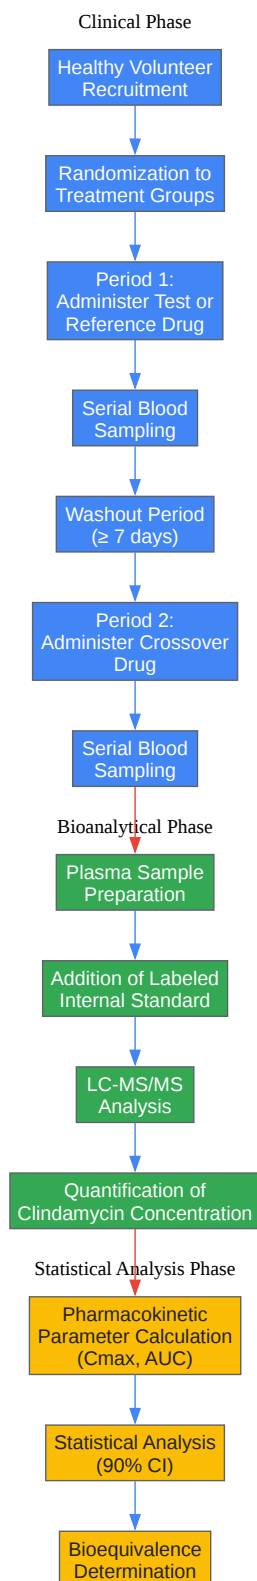 Clinical Phase
Healthy Volunteer
Recruitment
Randomization to
Treatment Groups
Period 1:
Administer Test or
Reference Drug
Serial Blood
Sampling
Washout Period
(≥ 7 days)
Period 2:
Administer Crossover
Drug
Serial Blood
Sampling
Bioanalytical Phase
Plasma Sample
Preparation
Addition of Labeled
Internal Standard
LC-MS/MS
Analysis
Quantification of
Clindamycin Concentration
Statistical Analysis Phase
Pharmacokinetic
Parameter Calculation
(Cmax, AUC)
Statistical Analysis
(90% CI)
Bioequivalence
Determination